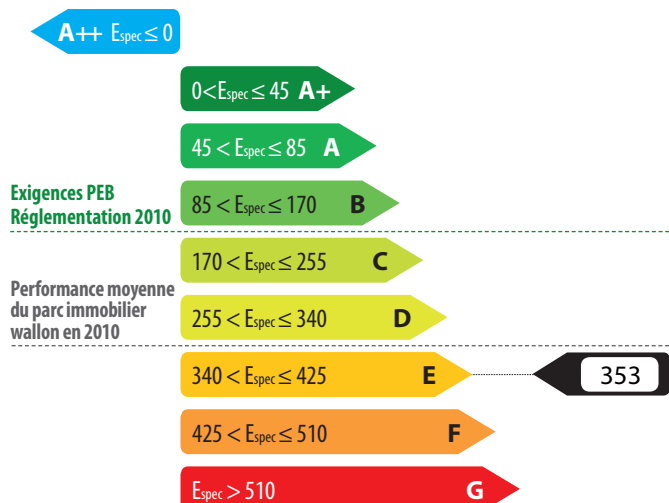 A++ Espec ≤ 0
0<Espec ≤ 45 A+
45 < Espec ≤ 85 A
Exigences PEB
Réglementation 2010
85 < Espec ≤ 170 B
170 < Espec ≤ 255 C
Performance moyenne
du parc immobilier
wallon en 2010
255 < Espec ≤ 340 D
340 < Espec ≤ 425 E
353
425 < Espec ≤ 510 F
Espec > 510 G